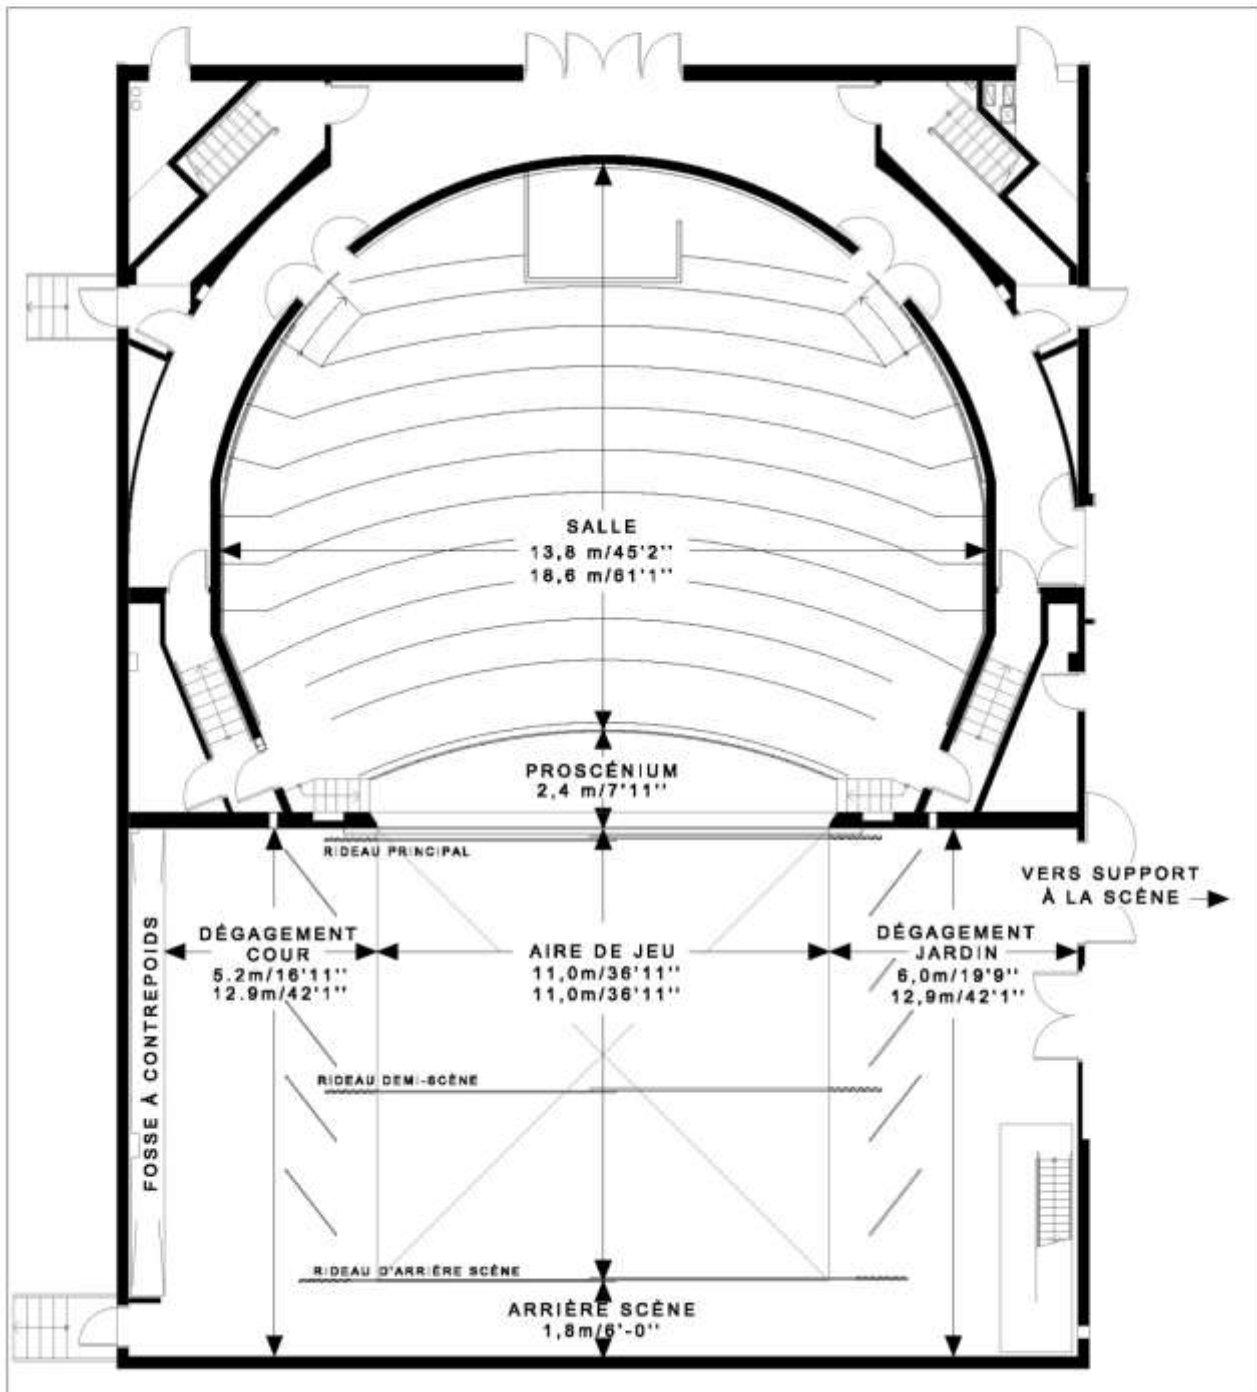 SALLE
13,8 m/45'2''
18,6 m/61'1''
PROSCÉNIUM
2,4 m/7'11''
RIDEAU PRINCIPAL
VERS SUPPORT
À LA SCÈNE
FOSSE À CONTREPOIDS
DÉGAGEMENT
COUR
5.2m/16'11''
12.9m/42'1''
AIRE DE JEU
11,0m/36'11''
11,0m/36'11''
DÉGAGEMENT
JARDIN
6,0m/19'9''
12,9m/42'1''
RIDEAU DEMI-SCÈNE
RIDEAU D'ARRIÈRE SCÈNE
ARRIÈRE SCÈNE
1,8m/6'-0''